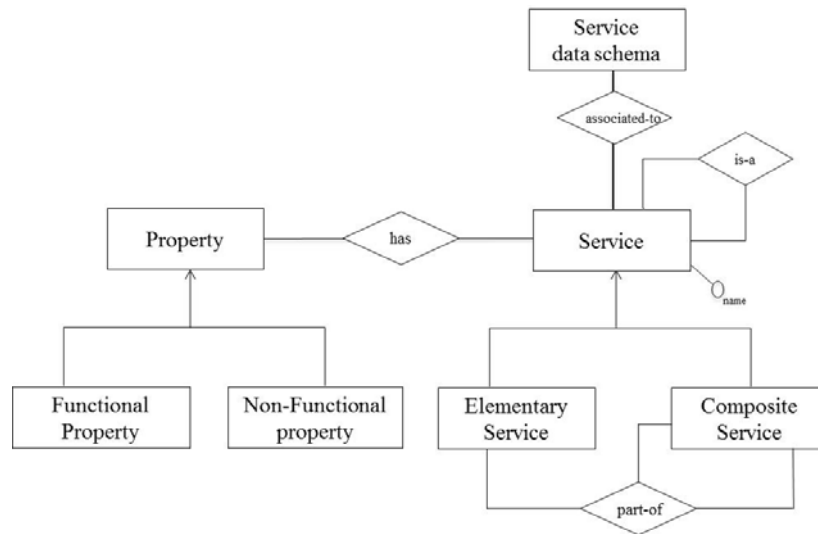 Service
data schema
associated-to
is-a
Property
has
Service
name
Functional
Property
Non-Functional
property
Elementary
Service
Composite
Service
part-of